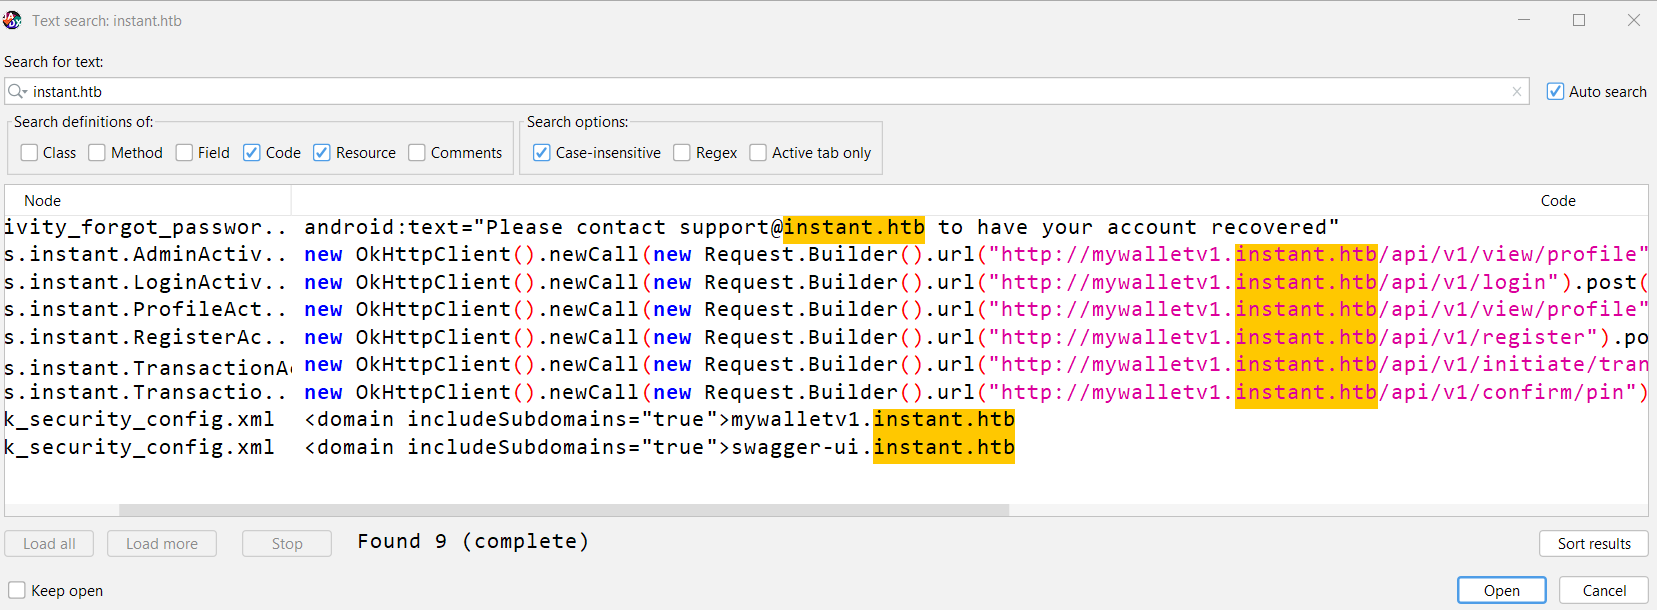 Text search: instant.htb
Search for text:
instant.htb
Auto search
Search definitions of:
Search options:
Class Method Field Code Resource Comments
Case-insensitive Regex Active tab only
Node Code
ivity_forgot_passwor.. android:text="Please contact support@instant.htb to have your account recovered"
s.instant.AdminActiv.. new OkHttpClient().newCall(new Request.Builder().url("http://mywalletv1.instant.htb/api/v1/view/profile"
s.instant.LoginActiv.. new OkHttpClient().newCall(new Request.Builder().url("http://mywalletv1.instant.htb/api/v1/login").post(
s.instant.ProfileAct.. new OkHttpClient().newCall(new Request.Builder().url("http://mywalletv1.instant.htb/api/v1/view/profile"
s.instant.RegisterAc.. new OkHttpClient().newCall(new Request.Builder().url("http://mywalletv1.instant.htb/api/v1/register").po
s.instant.TransactionAc new OkHttpClient().newCall(new Request.Builder().url("http://mywalletv1.instant.htb/api/v1/initiate/tran
s.instant.Transactio.. new OkHttpClient().newCall(new Request.Builder().url("http://mywalletv1.instant.htb/api/v1/confirm/pin")
k_security_config.xml <domain includeSubdomains="true">mywalletv1.instant.htb
k_security_config.xml <domain includeSubdomains="true">swagger-ui.instant.htb
Load all Load more Stop Found 9 (complete) Sort results
Keep open Open Cancel